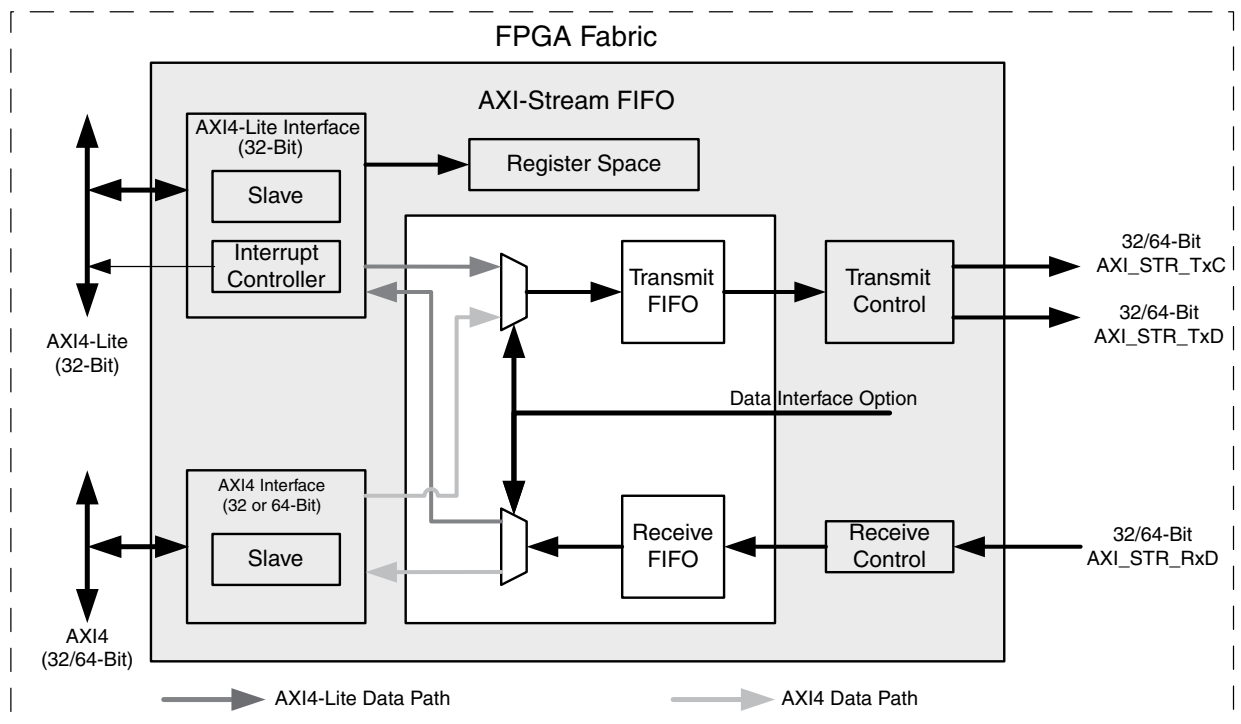 FPGA Fabric
AXI-Stream FIFO
AXI4-Lite Interface
(32-Bit)
Slave
Interrupt
Controller
Register Space
AXI4-Lite
(32-Bit)
Transmit
FIFO
Transmit
Control
32/64-Bit
AXI_STR_TxC
32/64-Bit
AXI_STR_TxD
Data Interface Option
AXI4 Interface
(32 or 64-Bit)
Slave
AXI4
(32/64-Bit)
Receive
FIFO
Receive
Control
32/64-Bit
AXI_STR_RxD
AXI4-Lite Data Path
AXI4 Data Path